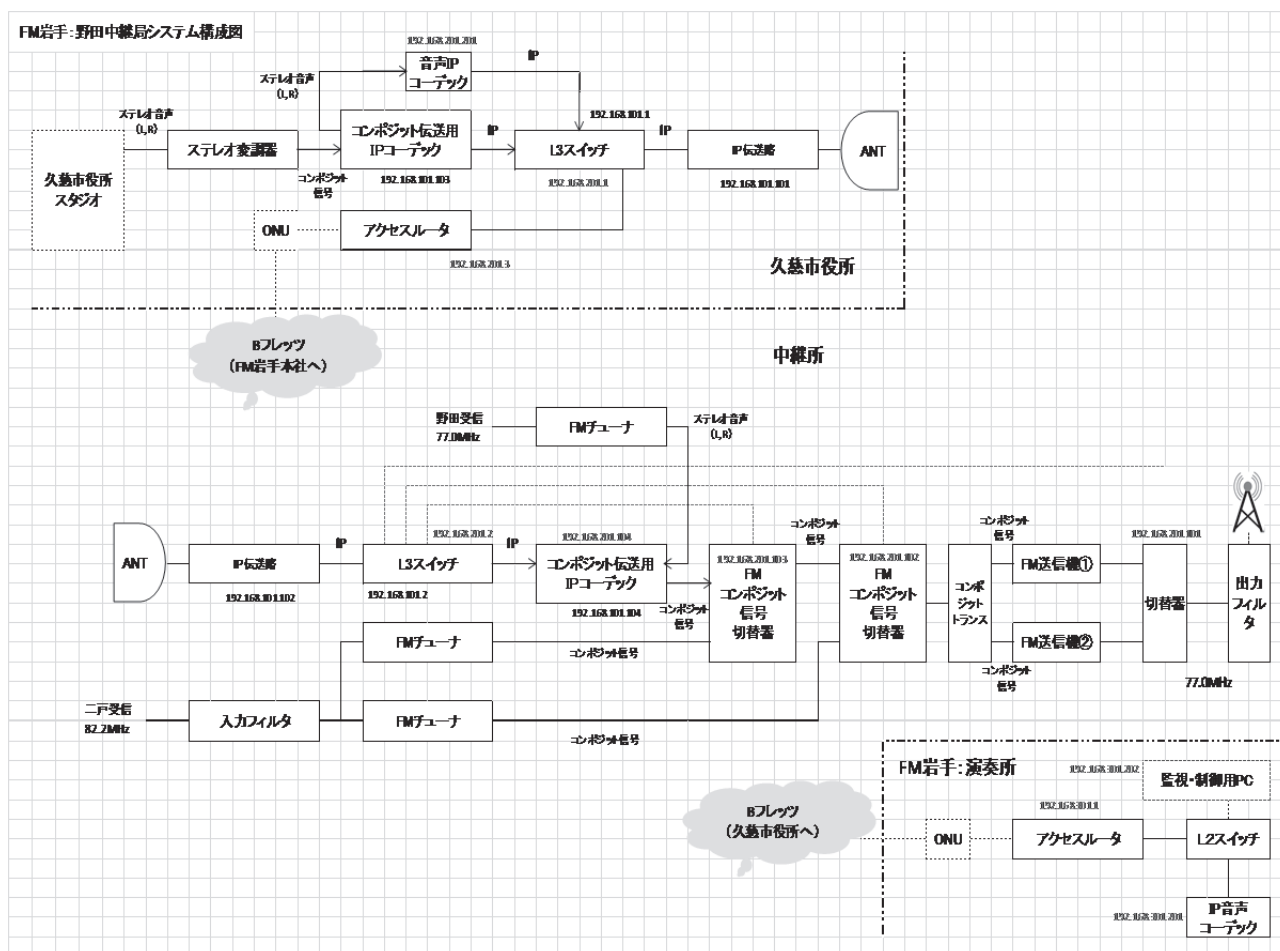 FM岩手:野田中継局システム構成図
192.168.201.201
音声IP
コーデック
IP
ステレオ音声
(L,R)
ステレオ音声
(L,R)
192.168.101.1
久慈市役所
スタジオ
ステレオ変調器
コンポジット
信号
コンポジット伝送用
IPコーデック
192.168.101.103
IP
L3スイッチ
192.168.201.1
IP
IP伝送略
192.168.101.101
ANT
ONU
アクセスルータ
192.168.201.3
久慈市役所
Bフレッツ
(FM岩手本社へ)
中継所
野田受信
77.0MHz
FMチューナ
ステレオ音声
(L,R)
ANT
IP伝送略
192.168.101.102
IP
192.168.201.2
L3スイッチ
192.168.101.2
IP
192.168.201.104
コンポジット伝送用
IPコーデック
192.168.101.104
コンポジット
信号
192.168.201.103
FM
コンポジット
信号
切替器
コンポジット
信号
192.168.201.102
FM
コンポジット
信号
切替器
コンポ
ジット
トランス
コンポジット
信号
FM送信機①
FM送信機②
コンポジット
信号
192.168.201.101
切替器
出力
フィル
タ
77.0MHz
FMチューナ
コンポジット信号
二戸受信
82.2MHz
入力フィルタ
FMチューナ
コンポジット信号
FM岩手:演奏所
192.168.301.202
監視・制御用PC
Bフレッツ
(久慈市役所へ)
ONU
192.168.301.1
アクセスルータ
L2スイッチ
192.168.301.201
IP音声
コーデック